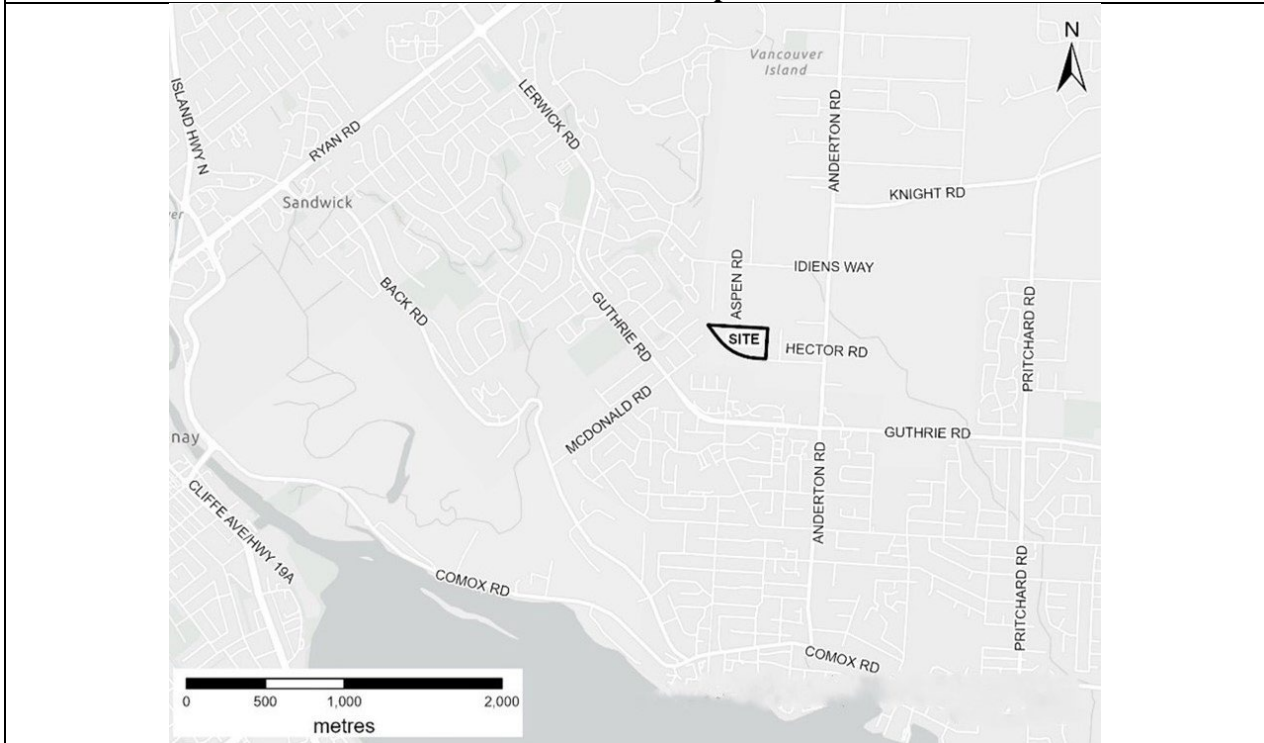 N
Vancouver
Island
ISLAND HWY N
LERWICK RD
RYAN RD
ANDERTON RD
KNIGHT RD
Sandwick
ASPEN RD
IDIENS WAY
BACK RD
GUTHRIE RD
PRITCHARD RD
SITE
HECTOR RD
MCDONALD RD
GUTHRIE RD
nay
ANDERTON RD
CLIFFE AVE/HWY 19A
COMOX RD
PRITCHARD RD
COMOX RD
0 500 1,000 2,000
metres